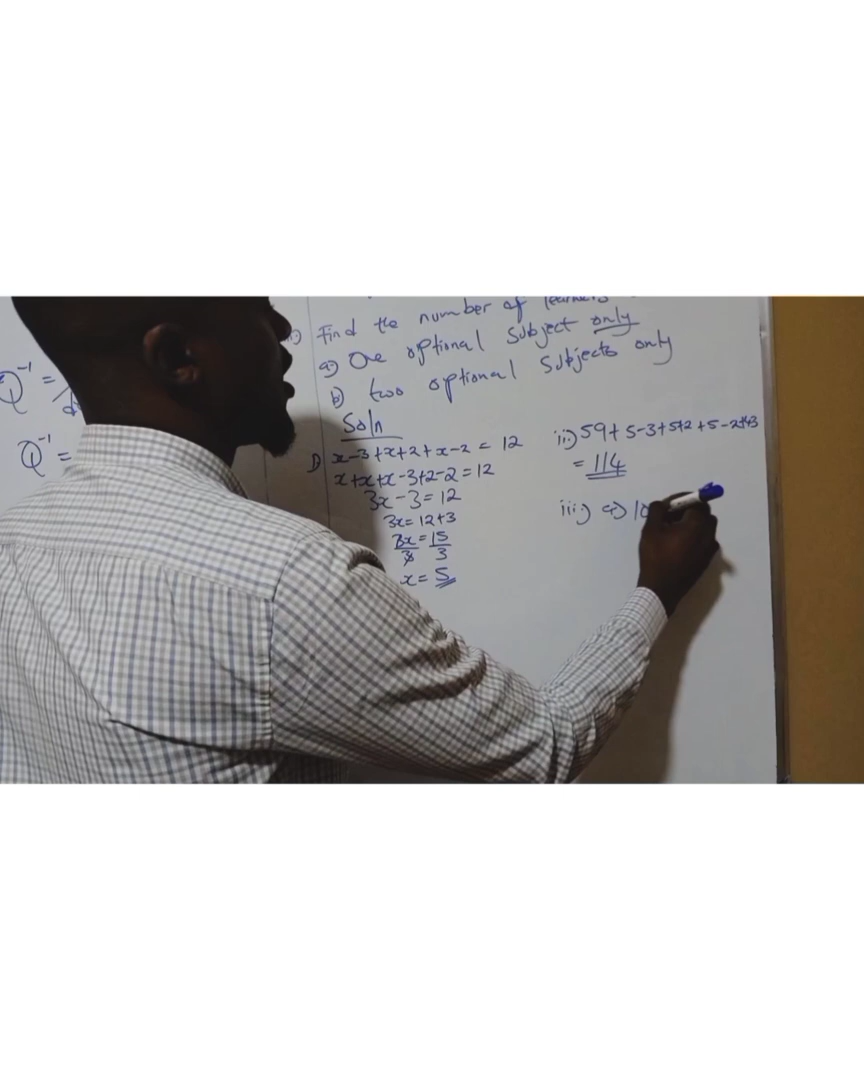 Q⁻¹ =
Q⁻¹ =
Find the number of learners
a) One optional subject only
b) two optional subjects only
Soln
i) x-3+x+2+x-2 = 12
x+x+x-3+2-2=12
3x-3=12
3x=12+3
3x=15
3 3
x=5
ii) 59+5-3+5+2+5-2+43
= 114
iii) a) 10